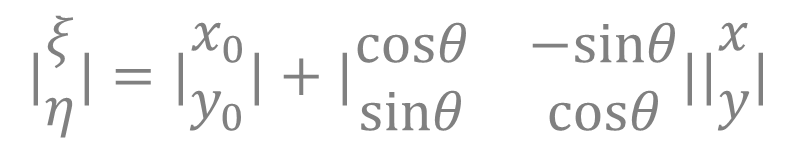 |ξ η| = |x₀ y₀| + |cosθ −sinθ sinθ cosθ||x y|